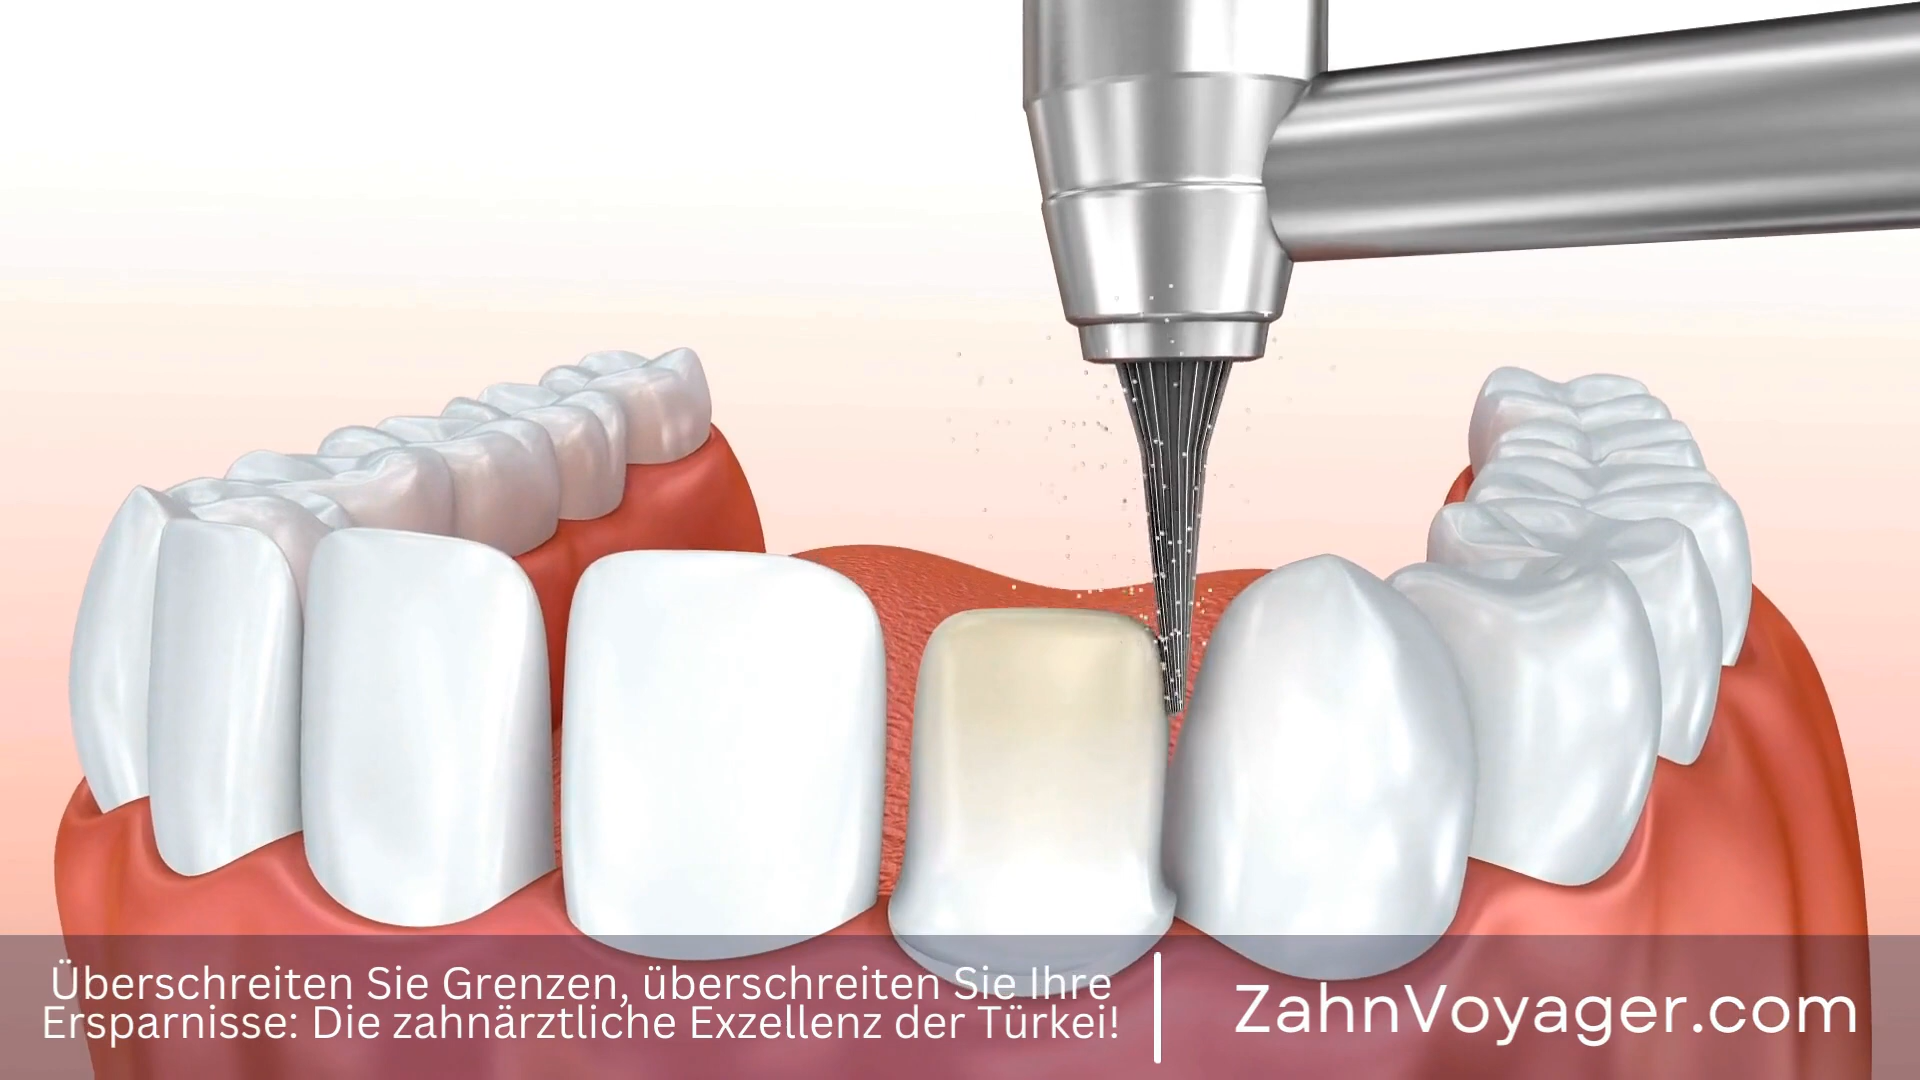 Überschreiten Sie Grenzen, überschreiten Sie Ihre
Ersparnisse: Die zahnärztliche Exzellenz der Türkei!
ZahnVoyager.com